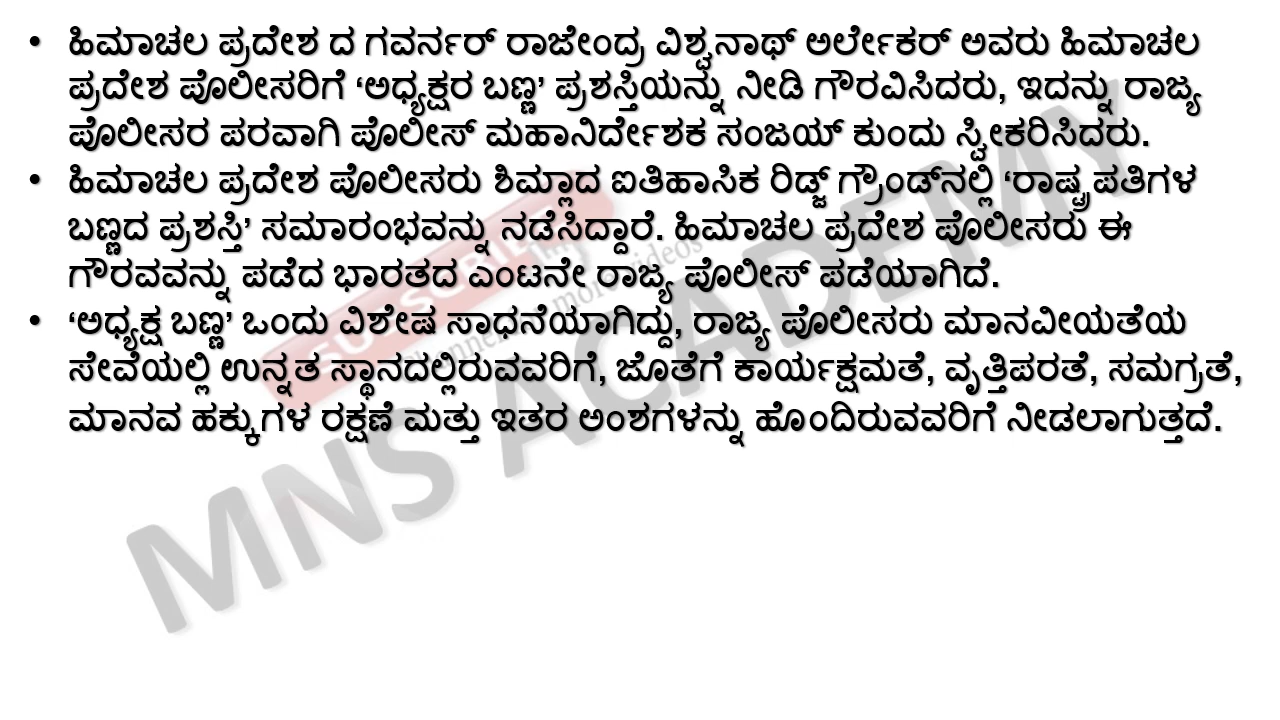 • ಹಿಮಾಚಲ ಪ್ರದೇಶ ದ ಗವರ್ನರ್ ರಾಜೇಂದ್ರ ವಿಶ್ವನಾಥ್ ಅರ್ಲೇಕರ್ ಅವರು ಹಿಮಾಚಲ
ಪ್ರದೇಶ ಪೊಲೀಸರಿಗೆ ‘ಅಧ್ಯಕ್ಷರ ಬಣ್ಣ’ ಪ್ರಶಸ್ತಿಯನ್ನು ನೀಡಿ ಗೌರವಿಸಿದರು, ಇದನ್ನು ರಾಜ್ಯ
ಪೊಲೀಸರ ಪರವಾಗಿ ಪೊಲೀಸ್ ಮಹಾನಿರ್ದೇಶಕ ಸಂಜಯ್ ಕುಂದು ಸ್ವೀಕರಿಸಿದರು.
• ಹಿಮಾಚಲ ಪ್ರದೇಶ ಪೊಲೀಸರು ಶಿಮ್ಲಾದ ಐತಿಹಾಸಿಕ ರಿಡ್ಜ್ ಗ್ರೌಂಡ್‌ನಲ್ಲಿ ‘ರಾಷ್ಟ್ರಪತಿಗಳ
ಬಣ್ಣದ ಪ್ರಶಸ್ತಿ’ ಸಮಾರಂಭವನ್ನು ನಡೆಸಿದ್ದಾರೆ. ಹಿಮಾಚಲ ಪ್ರದೇಶ ಪೊಲೀಸರು ಈ
ಗೌರವವನ್ನು ಪಡೆದ ಭಾರತದ ಎಂಟನೇ ರಾಜ್ಯ ಪೊಲೀಸ್ ಪಡೆಯಾಗಿದೆ.
• ‘ಅಧ್ಯಕ್ಷ ಬಣ್ಣ’ ಒಂದು ವಿಶೇಷ ಸಾಧನೆಯಾಗಿದ್ದು, ರಾಜ್ಯ ಪೊಲೀಸರು ಮಾನವೀಯತೆಯ
ಸೇವೆಯಲ್ಲಿ ಉನ್ನತ ಸ್ಥಾನದಲ್ಲಿರುವವರಿಗೆ, ಜೊತೆಗೆ ಕಾರ್ಯಕ್ಷಮತೆ, ವೃತ್ತಿಪರತೆ, ಸಮಗ್ರತೆ,
ಮಾನವ ಹಕ್ಕುಗಳ ರಕ್ಷಣೆ ಮತ್ತು ಇತರ ಅಂಶಗಳನ್ನು ಹೊಂದಿರುವವರಿಗೆ ನೀಡಲಾಗುತ್ತದೆ.
MNS ACADEMY
more videos